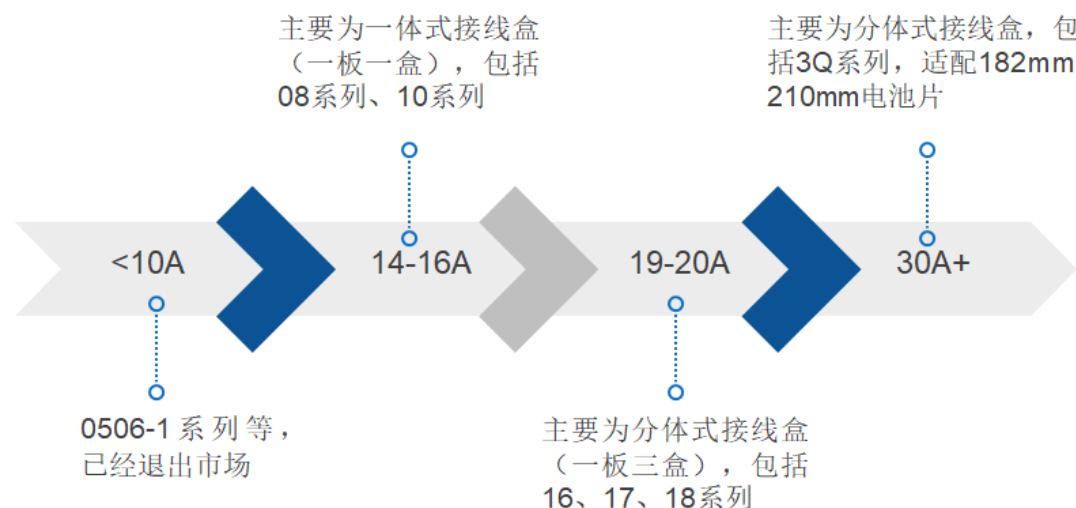 主要为一体式接线盒
（一板一盒），包括
08系列、10系列
主要为分体式接线盒，包
括3Q系列，适配182mm
210mm电池片
<10A
14-16A
19-20A
30A+
0506-1系列等，
已经退出市场
主要为分体式接线盒
（一板三盒），包括
16、17、18系列